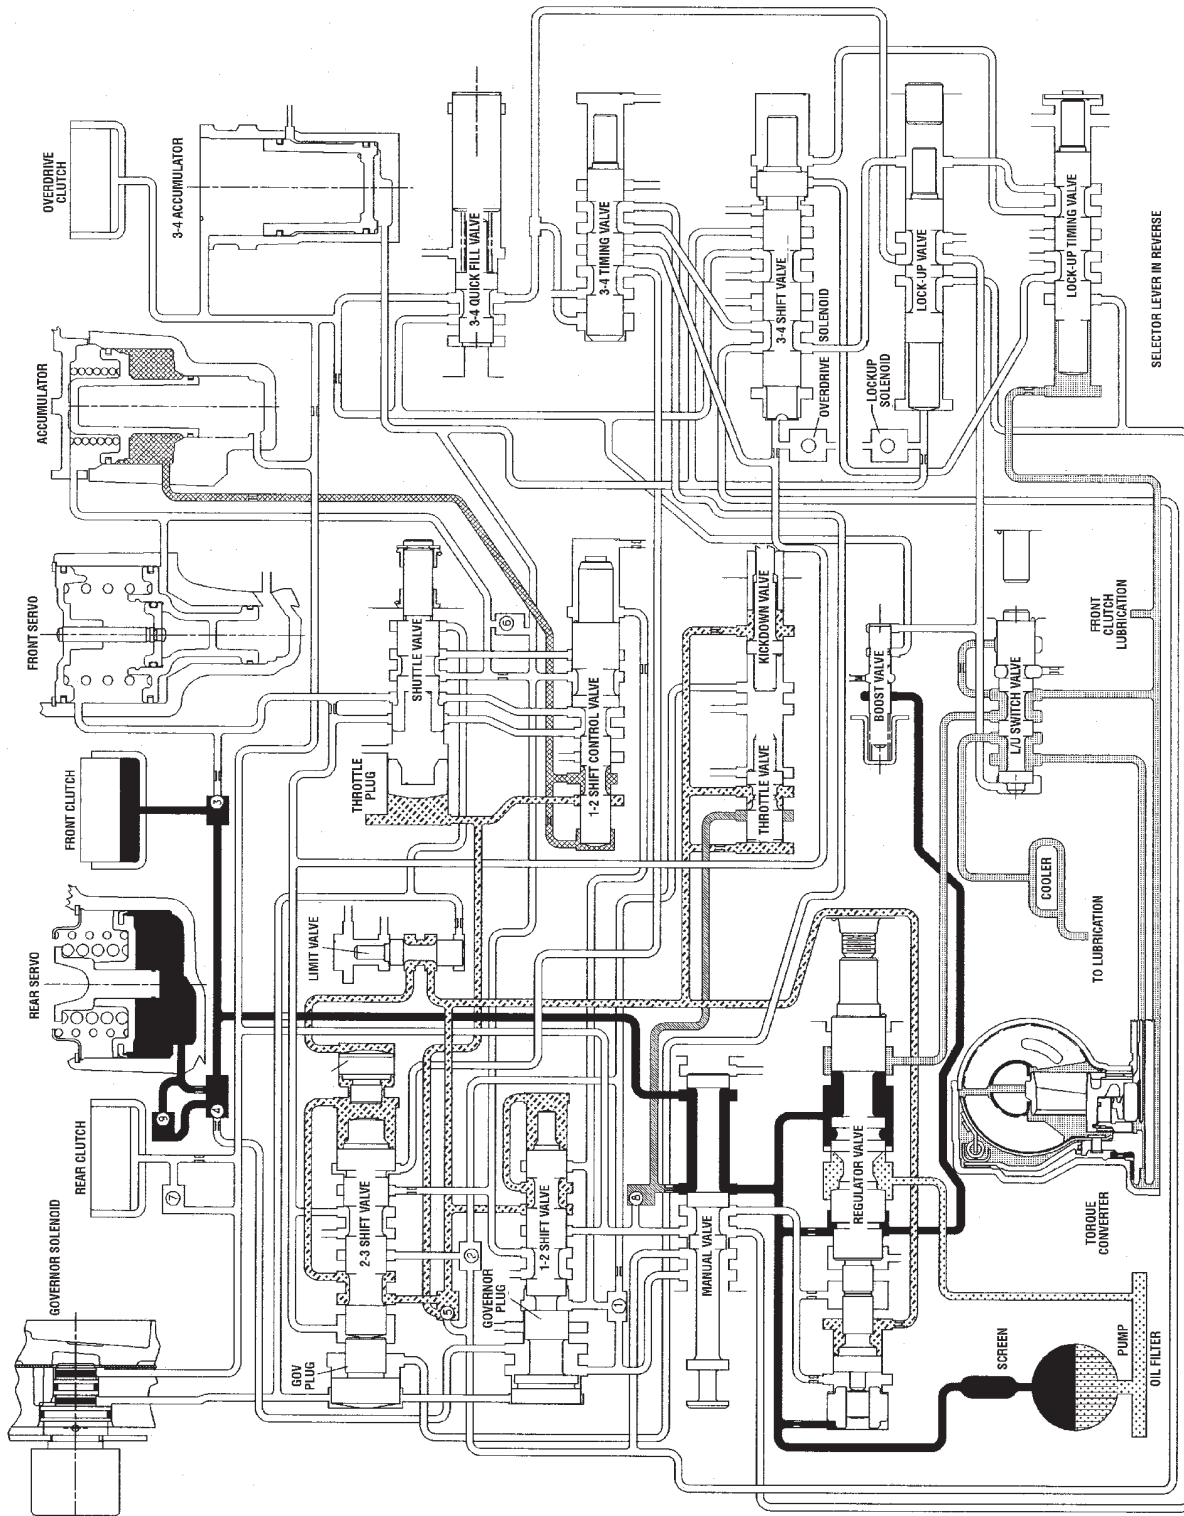 GOVERNOR SOLENOID
REAR CLUTCH
REAR SERVO
FRONT CLUTCH
FRONT SERVO
ACCUMULATOR
OVERDRIVE
CLUTCH
3-4 ACCUMULATOR
7
9
4
3
GOV
PLUG
2-3 SHIFT VALVE
LIMIT VALVE
THROTTLE
PLUG
SHUTTLE VALVE
6
3-4 QUICK FILL VALVE
5
2
GOVERNOR
PLUG
1-2 SHIFT VALVE
1
1-2 SHIFT CONTROL VALVE
3-4 TIMING VALVE
8
MANUAL VALVE
THROTTLE VALVE
KICKDOWN VALVE
3-4 SHIFT VALVE
OVERDRIVE SOLENOID
REGULATOR VALVE
BOOST VALVE
LOCKUP
SOLENOID
LOCK-UP VALVE
SCREEN
PUMP
OIL FILTER
TORQUE
CONVERTER
TO LUBRICATION
COOLER
L/U SWITCH VALVE
FRONT
CLUTCH
LUBRICATION
LOCK-UP TIMING VALVE
SELECTOR LEVER IN REVERSE